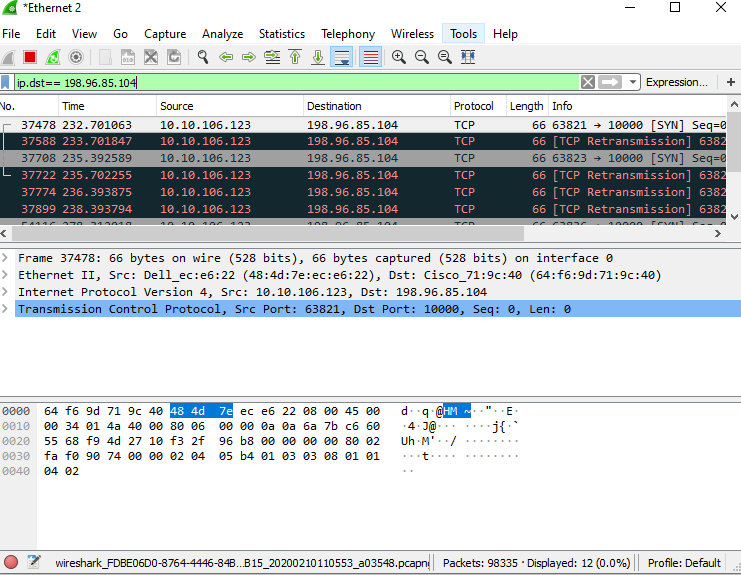 *Ethernet 2
File Edit View Go Capture Analyze Statistics Telephony Wireless Tools Help
ip.dst== 198.96.85.104 Expression… +
No. Time Source Destination Protocol Length Info
37478 232.701063 10.10.106.123 198.96.85.104 TCP 66 63821 → 10000 [SYN] Seq=0
37588 233.701847 10.10.106.123 198.96.85.104 TCP 66 [TCP Retransmission] 6382
37708 235.392589 10.10.106.123 198.96.85.104 TCP 66 63823 → 10000 [SYN] Seq=0
37722 235.702255 10.10.106.123 198.96.85.104 TCP 66 [TCP Retransmission] 6382
37774 236.393875 10.10.106.123 198.96.85.104 TCP 66 [TCP Retransmission] 6382
37899 238.393794 10.10.106.123 198.96.85.104 TCP 66 [TCP Retransmission] 6382
Frame 37478: 66 bytes on wire (528 bits), 66 bytes captured (528 bits) on interface 0
Ethernet II, Src: Dell_ec:e6:22 (48:4d:7e:ec:e6:22), Dst: Cisco_71:9c:40 (64:f6:9d:71:9c:40)
Internet Protocol Version 4, Src: 10.10.106.123, Dst: 198.96.85.104
Transmission Control Protocol, Src Port: 63821, Dst Port: 10000, Seq: 0, Len: 0
0000 64 f6 9d 71 9c 40 48 4d 7e ec e6 22 08 00 45 00 d··q·@HM ~··"··E·
0010 00 34 01 4a 40 00 80 06 00 00 0a 0a 6a 7b c6 60 ·4·J@··· ····j{·`
0020 55 68 f9 4d 27 10 f3 2f 96 b8 00 00 00 00 80 02 Uh·M'··/ ········
0030 fa f0 90 74 00 00 02 04 05 b4 01 03 03 08 01 01 ···t···· ········
0040 04 02 ··
wireshark_FDBE06D0-8764-4446-84B…B15_20200210110553_a03548.pcapng Packets: 98335 · Displayed: 12 (0.0%) Profile: Default